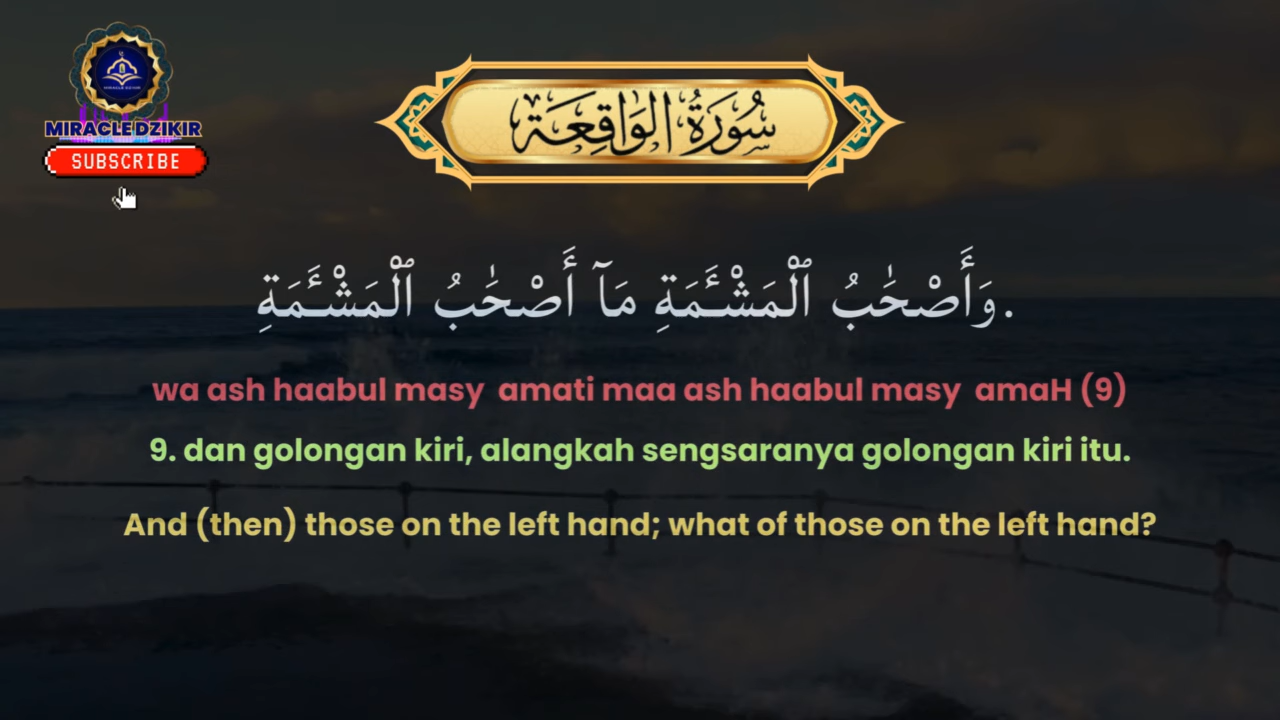 MIRACLE DZIKIR
MIRACLE DZIKIR
SUBSCRIBE
سُورَةُ الوَاقِعَة
وَأَصْحَٰبُ ٱلْمَشْـَٔمَةِ مَآ أَصْحَٰبُ ٱلْمَشْـَٔمَةِ.
wa ash haabul masy amati maa ash haabul masy amaH (9)
9. dan golongan kiri, alangkah sengsaranya golongan kiri itu.
And (then) those on the left hand; what of those on the left hand?